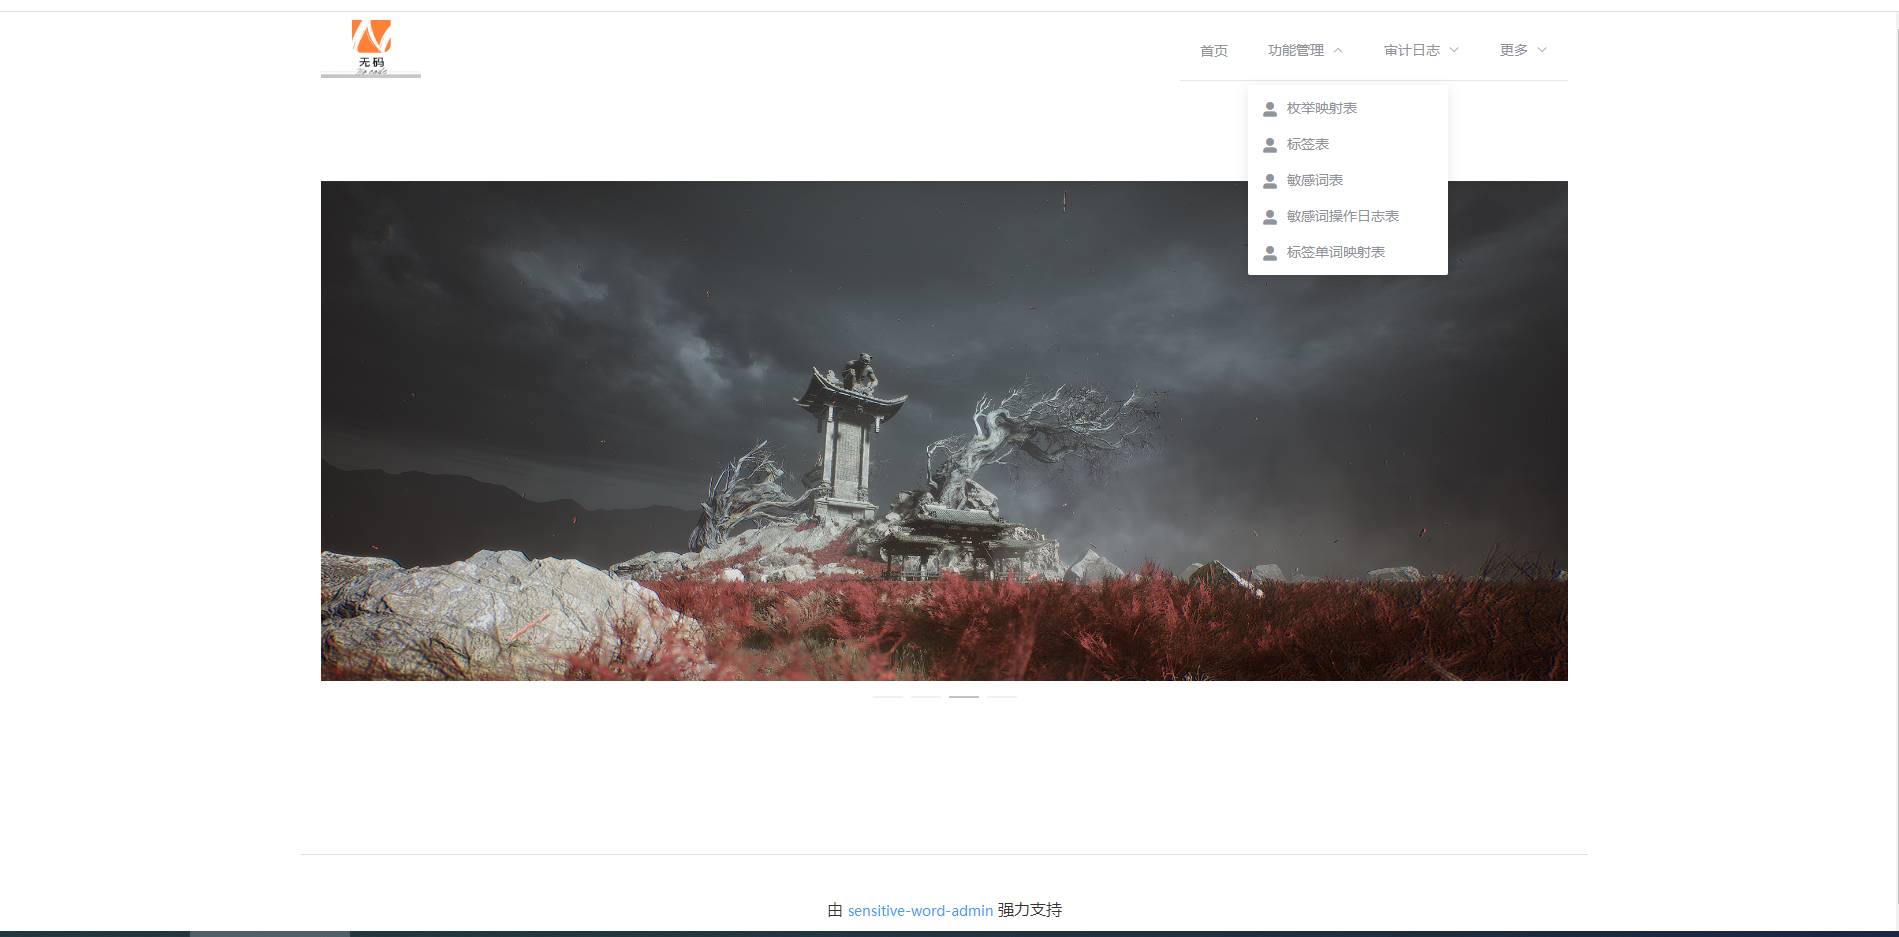 无码
No code
首页
功能管理
审计日志
更多
枚举映射表
标签表
敏感词表
敏感词操作日志表
标签单词映射表
由 sensitive-word-admin 强力支持